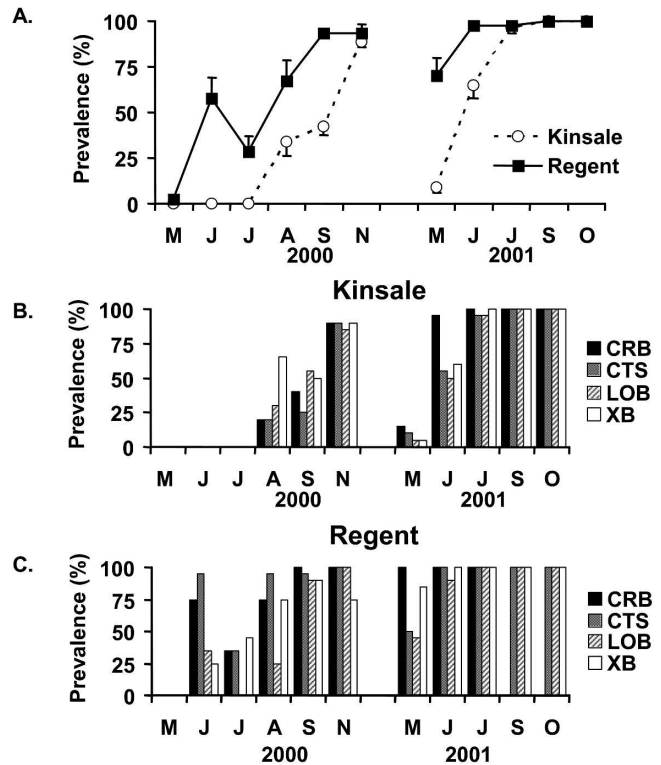 A.
Prevalence (%)
100
75
50
25
0
Kinsale
Regent
M J J A S N M J J S O
2000 2001
B.
Kinsale
Prevalence (%)
100
75
50
25
0
CRB
CTS
LOB
XB
M J J A S N M J J S O
2000 2001
C.
Regent
Prevalence (%)
100
75
50
25
0
CRB
CTS
LOB
XB
M J J A S N M J J S O
2000 2001